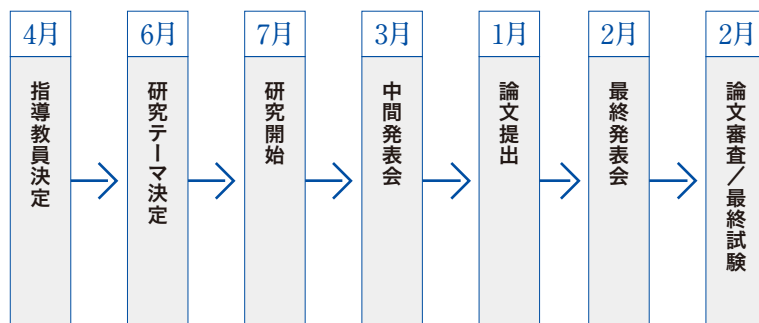 4月
指導教員決定
6月
研究テーマ決定
7月
研究開始
3月
中間発表会
1月
論文提出
2月
最終発表会
2月
論文審査／最終試験